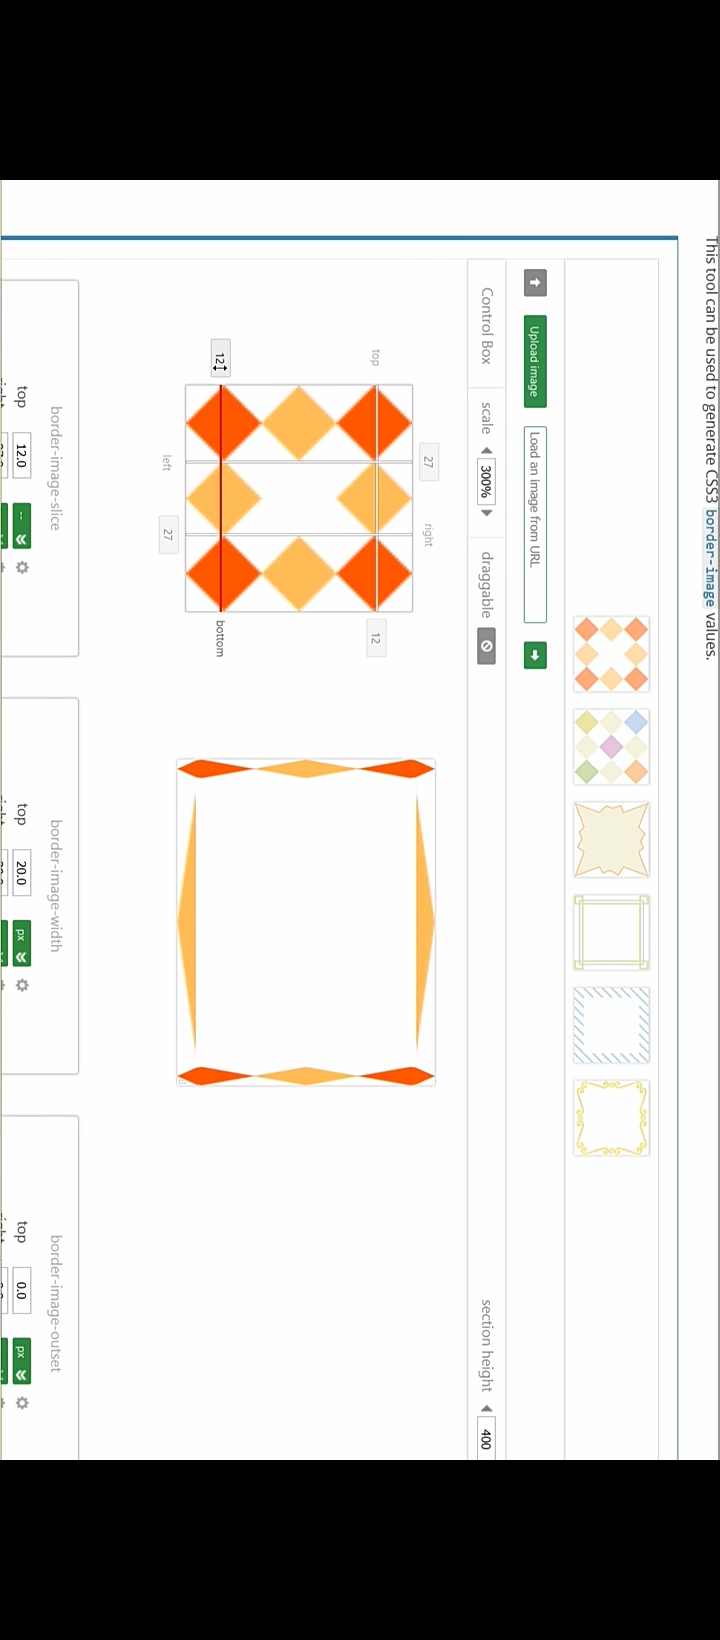 This tool can be used to generate CSS3 border-image values.
Upload image
Load an image from URL
Control Box
scale
300%
draggable
section height
400
27
right
top
12
12
bottom
left
27
border-image-slice
top
12.0
--
border-image-width
top
20.0
px
border-image-outset
top
0.0
px